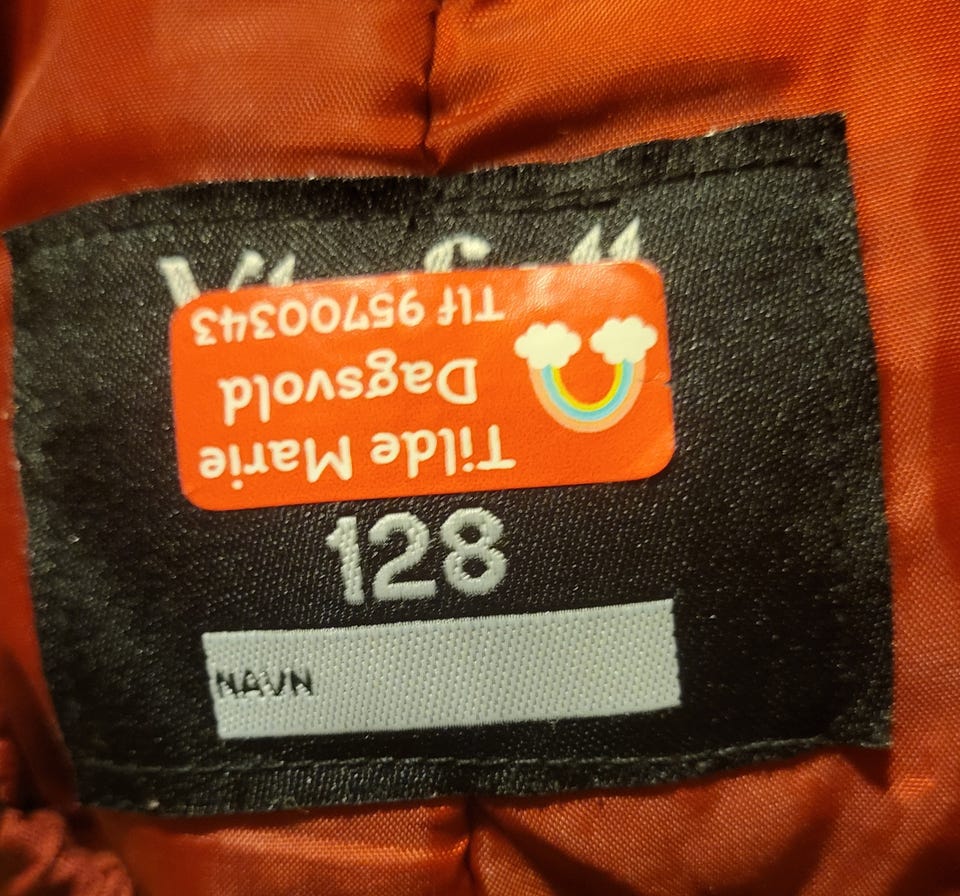 Tilde Marie
Dagsvold
Tlf 95700343
128
NAVN